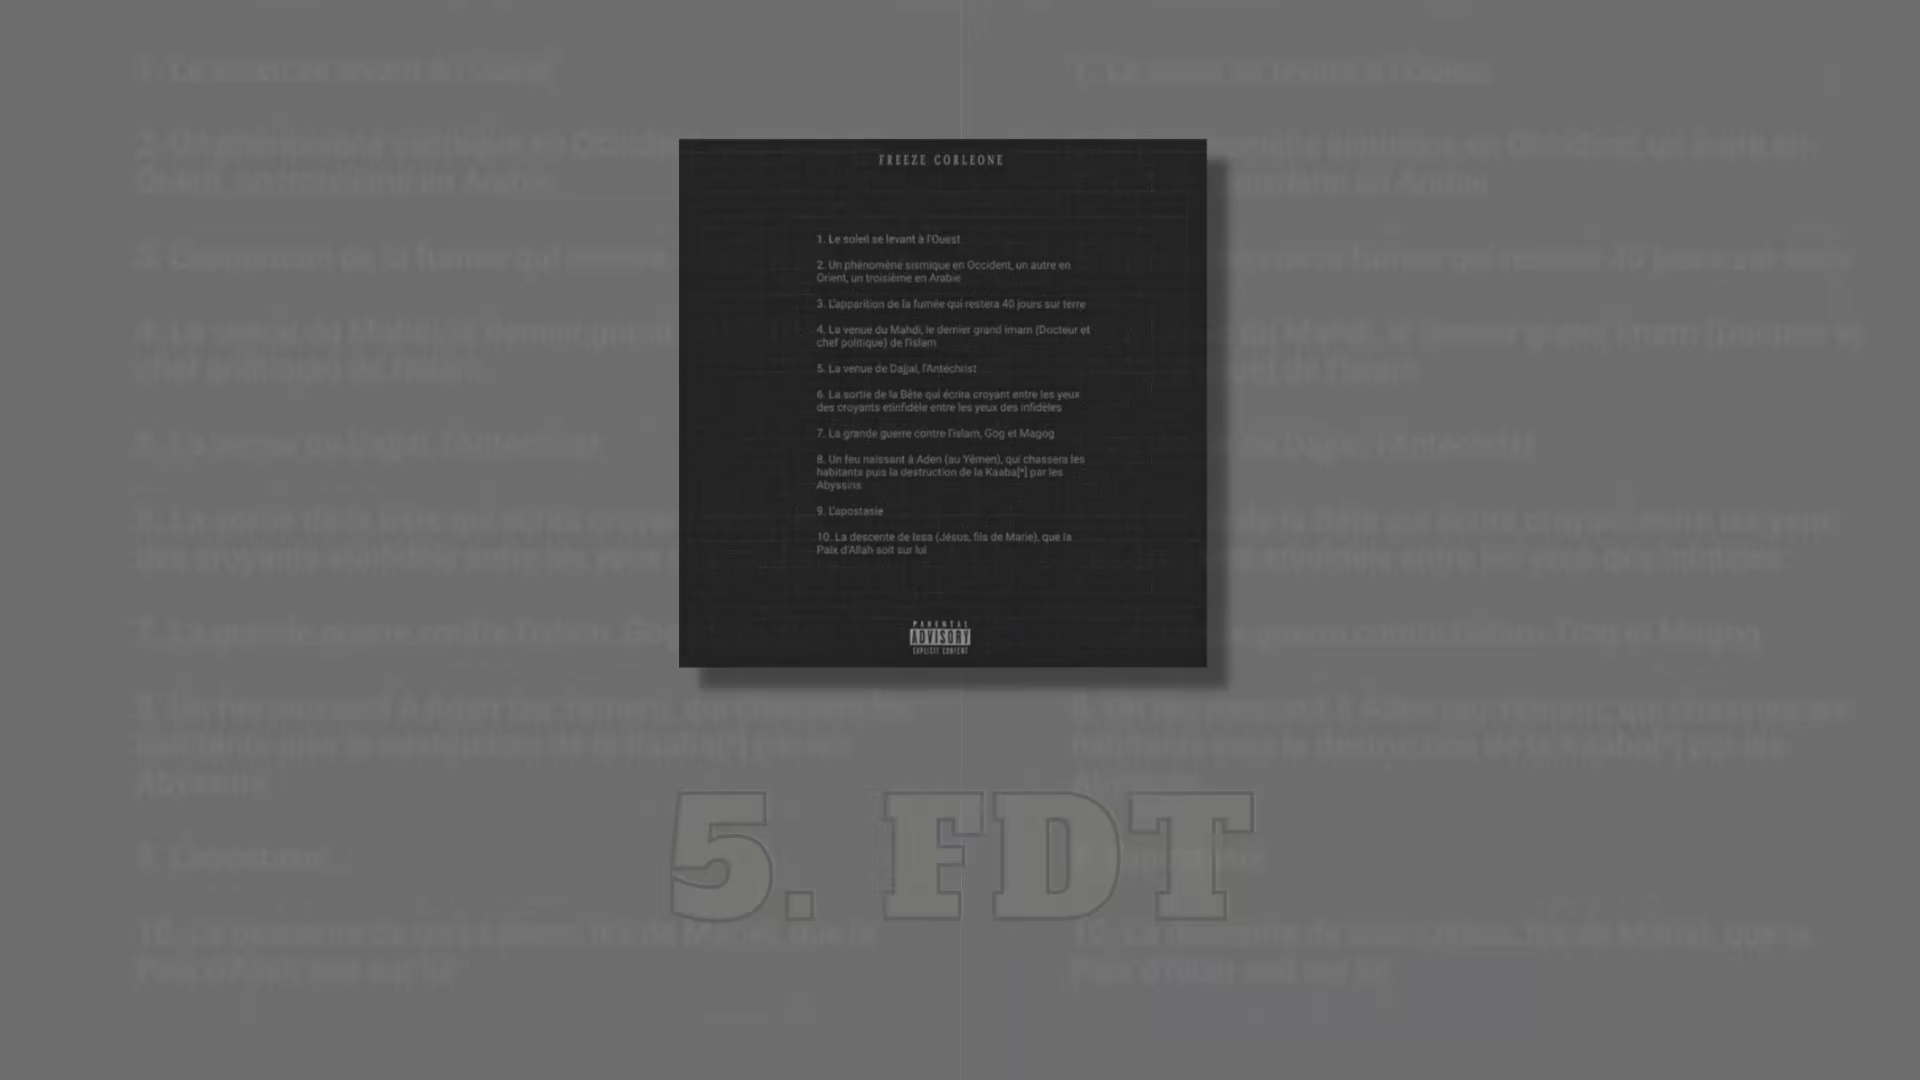 FREEZE CORLEONE
1. Le soleil se levant à l'Ouest
2. Un phénomène sismique en Occident, un autre en
Orient, un troisième en Arabie
3. L'apparition de la fumée qui restera 40 jours sur terre
4. La venue du Mahdi, le dernier grand imam (Docteur et
chef politique) de l'islam
5. La venue de Dajjal, l'Antéchrist
6. La sortie de la Bête qui écrira croyant entre les yeux
des croyants etinfidèle entre les yeux des infidèles
7. La grande guerre contre l'islam, Gog et Magog
8. Un feu naissant à Aden (au Yémen), qui chassera les
habitants puis la destruction de la Kaaba[*] par les
Abyssins
9. L'apostasie
10. La descente de Issa (Jésus, fils de Marie), que la
Paix d'Allah soit sur lui
PARENTAL
ADVISORY
EXPLICIT CONTENT
5. FDT